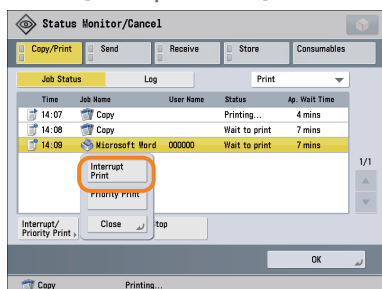 Status Monitor/Cancel
Copy/Print Send Receive Store Consumables
Job Status Log Print
Time Job Name User Name Status Ap. Wait Time
14:07 Copy Printing... 4 mins
14:08 Copy Wait to print 7 mins
14:09 Microsoft Word 000000 Wait to print 7 mins
1/1
Interrupt
Print
Priority Print
Interrupt/
Priority Print
Close
OK
Copy Printing...